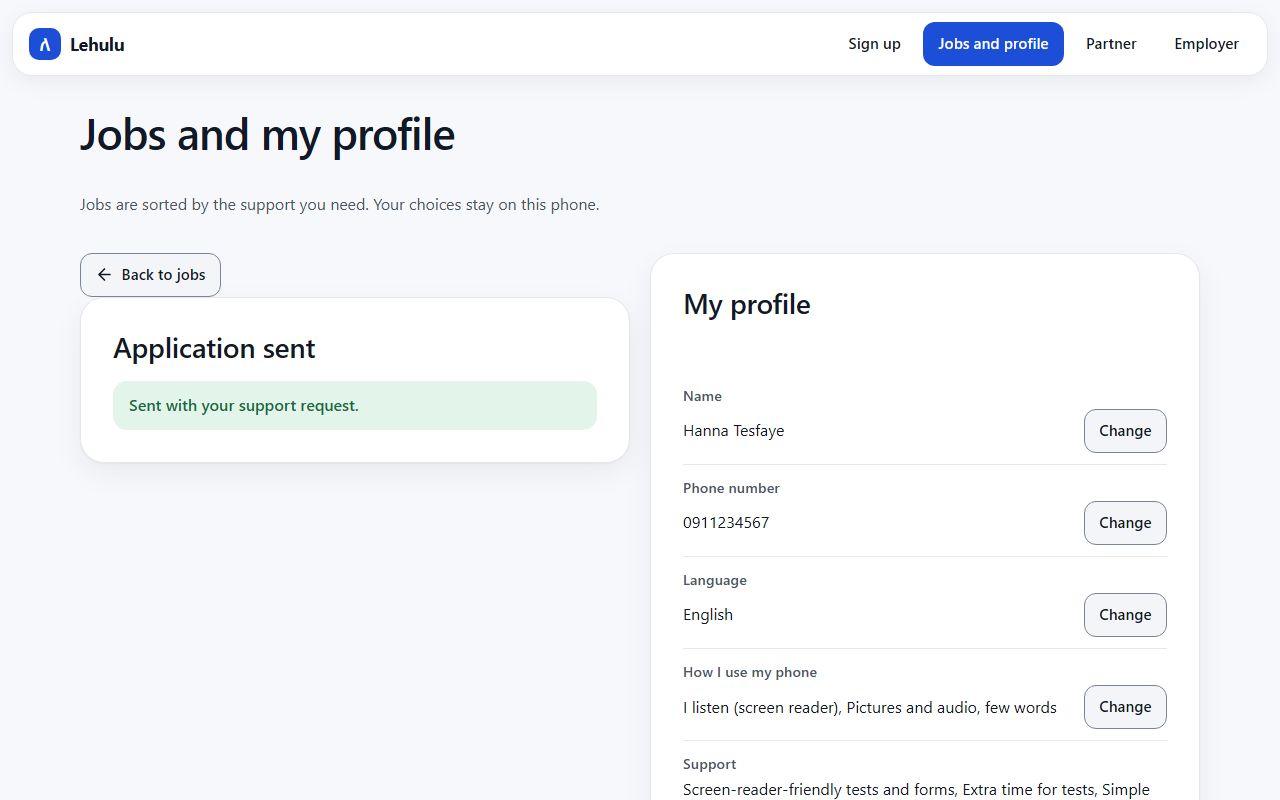 Lehulu
Sign up
Jobs and profile
Partner
Employer
Jobs and my profile
Jobs are sorted by the support you need. Your choices stay on this phone.
Back to jobs
Application sent
Sent with your support request.
My profile
Name
Hanna Tesfaye
Change
Phone number
0911234567
Change
Language
English
Change
How I use my phone
I listen (screen reader), Pictures and audio, few words
Change
Support
Screen-reader-friendly tests and forms, Extra time for tests, Simple